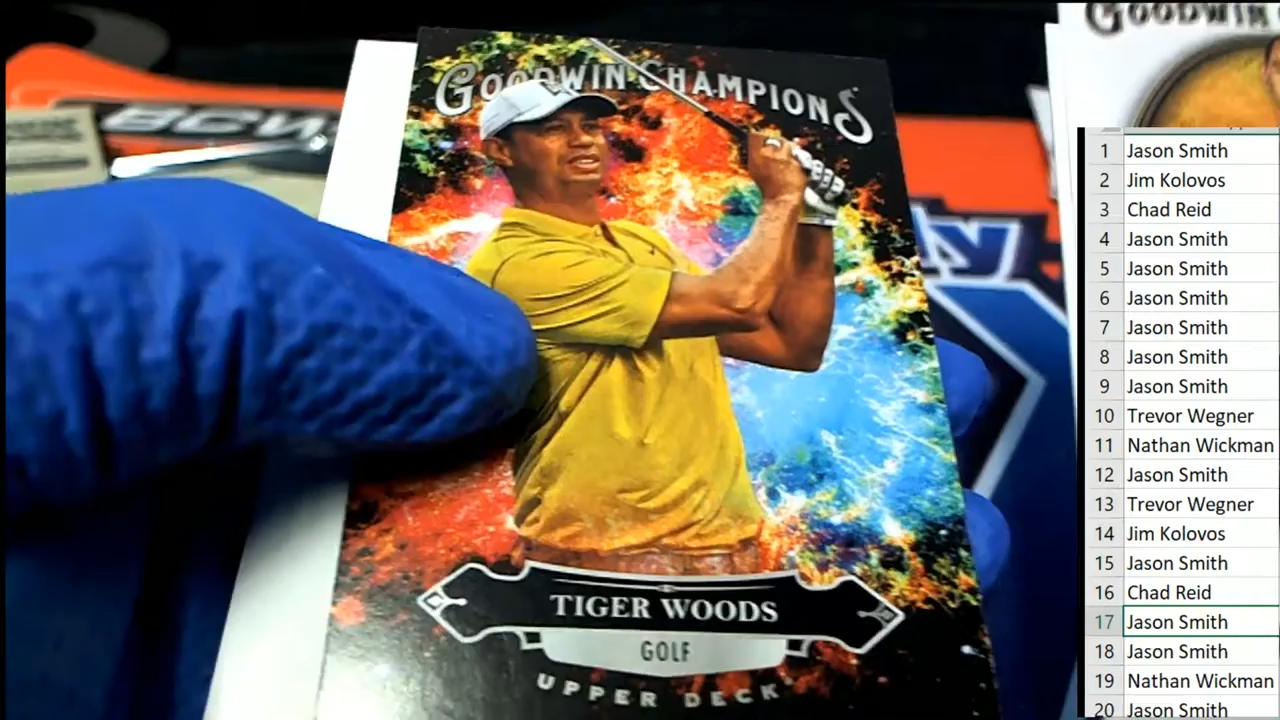 GOODWIN CHAMPIONS
TIGER WOODS
GOLF
UPPER DECK
BCW
GOODWIN
1 Jason Smith
2 Jim Kolovos
3 Chad Reid
4 Jason Smith
5 Jason Smith
6 Jason Smith
7 Jason Smith
8 Jason Smith
9 Jason Smith
10 Trevor Wegner
11 Nathan Wickman
12 Jason Smith
13 Trevor Wegner
14 Jim Kolovos
15 Jason Smith
16 Chad Reid
17 Jason Smith
18 Jason Smith
19 Nathan Wickman
20 Jason Smith